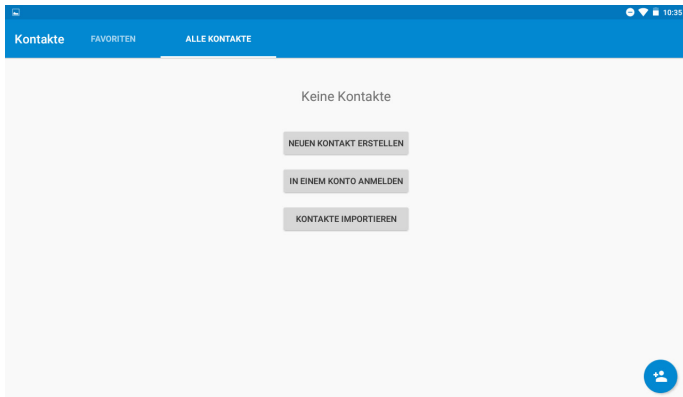 10:35
Kontakte FAVORITEN ALLE KONTAKTE
Keine Kontakte
NEUEN KONTAKT ERSTELLEN
IN EINEM KONTO ANMELDEN
KONTAKTE IMPORTIEREN